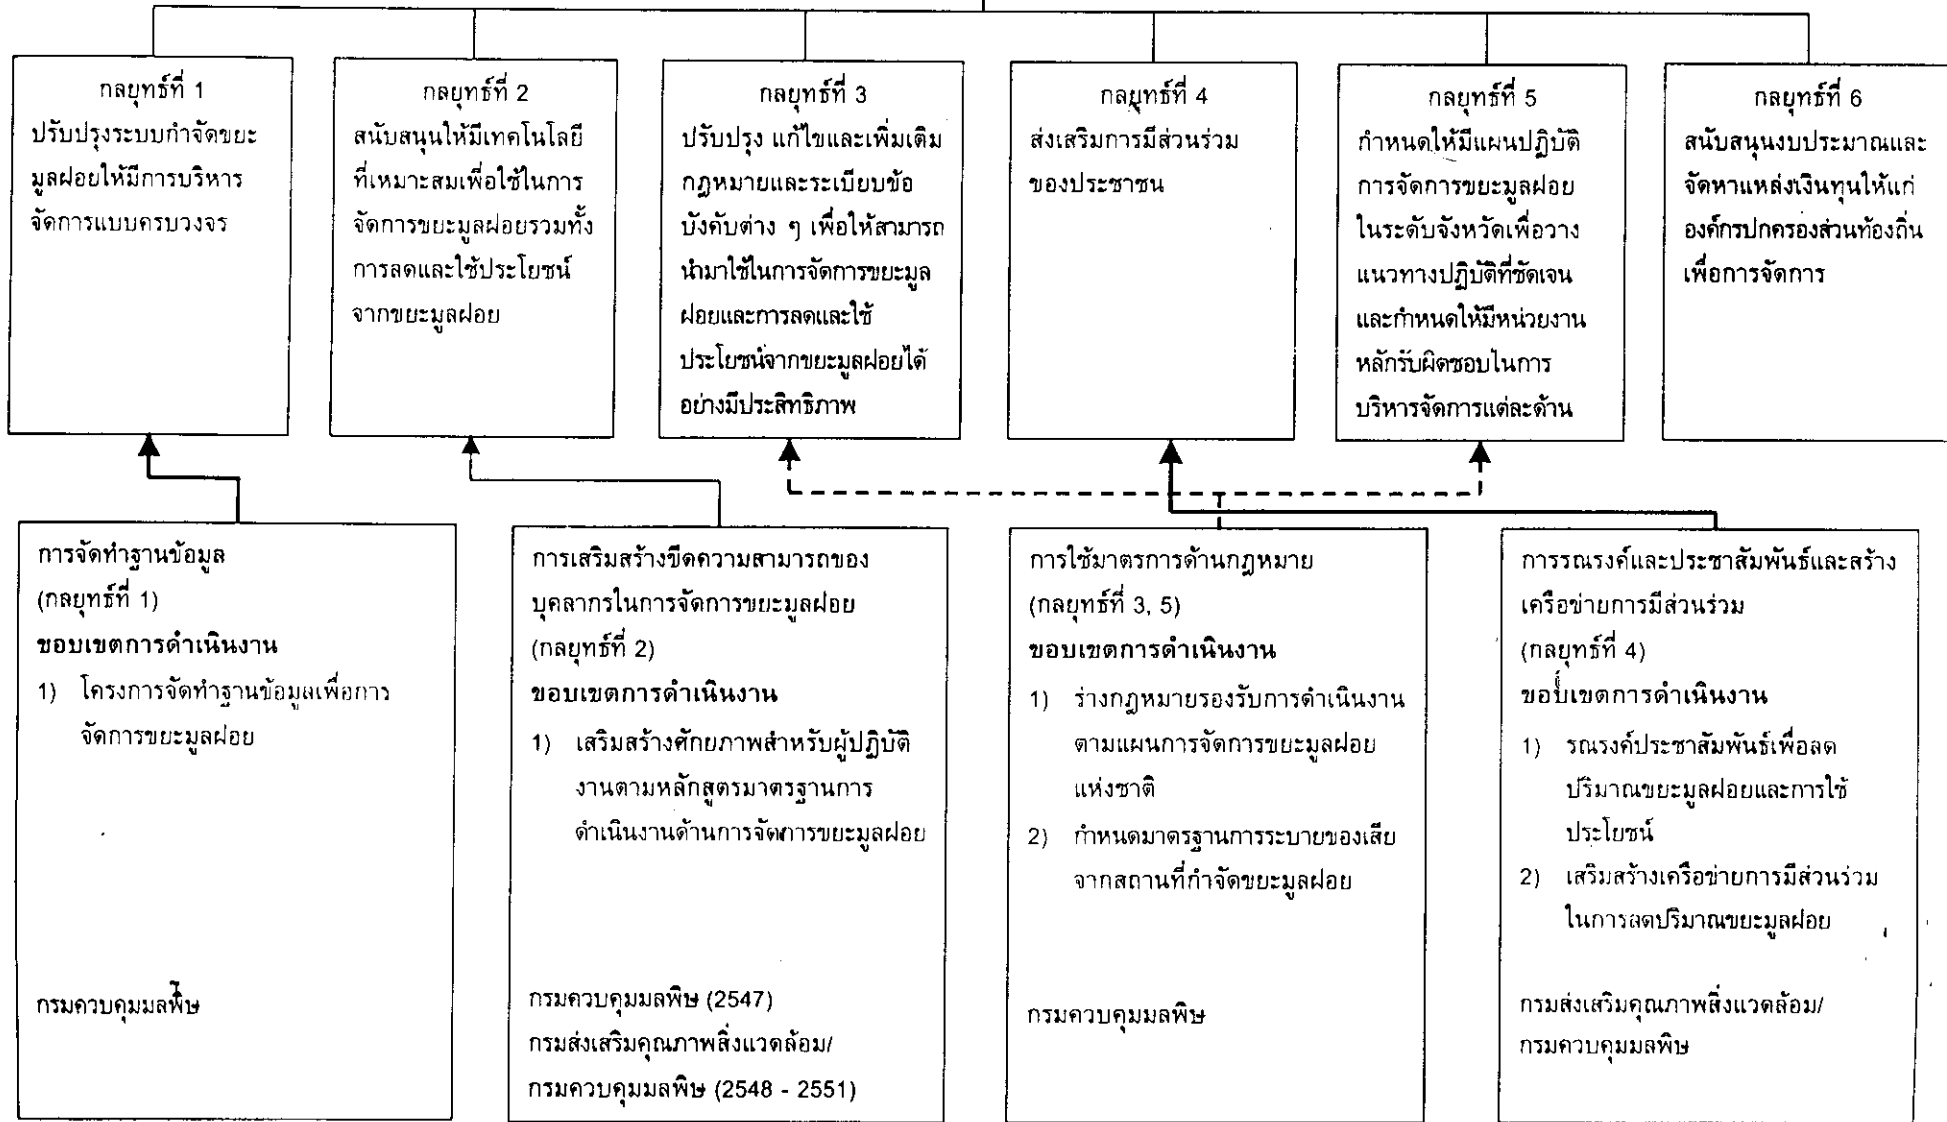 กลยุทธ์ที่ 1
ปรับปรุงระบบกำจัดขยะ
มูลฝอยให้มีการบริหาร
จัดการแบบครบวงจร
กลยุทธ์ที่ 2
สนับสนุนให้มีเทคโนโลยี
ที่เหมาะสมเพื่อใช้ในการ
จัดการขยะมูลฝอยรวมทั้ง
การลดและใช้ประโยชน์
จากขยะมูลฝอย
กลยุทธ์ที่ 3
ปรับปรุง แก้ไขและเพิ่มเติม
กฎหมายและระเบียบข้อ
บังคับต่าง ๆ เพื่อให้สามารถ
นำมาใช้ในการจัดการขยะมูล
ฝอยและการลดและใช้
ประโยชน์จากขยะมูลฝอยได้
อย่างมีประสิทธิภาพ
กลยุทธ์ที่ 4
ส่งเสริมการมีส่วนร่วม
ของประชาชน
กลยุทธ์ที่ 5
กำหนดให้มีแผนปฏิบัติ
การจัดการขยะมูลฝอย
ในระดับจังหวัดเพื่อวาง
แนวทางปฏิบัติที่ชัดเจน
และกำหนดให้มีหน่วยงาน
หลักรับผิดชอบในการ
บริหารจัดการแต่ละด้าน
กลยุทธ์ที่ 6
สนับสนุนงบประมาณและ
จัดหาแหล่งเงินทุนให้แก่
องค์กรปกครองส่วนท้องถิ่น
เพื่อการจัดการ
การจัดทำฐานข้อมูล
(กลยุทธ์ที่ 1)
ขอบเขตการดำเนินงาน
1) โครงการจัดทำฐานข้อมูลเพื่อการ
จัดการขยะมูลฝอย
กรมควบคุมมลพิษ
การเสริมสร้างขีดความสามารถของ
บุคลากรในการจัดการขยะมูลฝอย
(กลยุทธ์ที่ 2)
ขอบเขตการดำเนินงาน
1) เสริมสร้างศักยภาพสำหรับผู้ปฏิบัติ
งานตามหลักสูตรมาตรฐานการ
ดำเนินงานด้านการจัดการขยะมูลฝอย
กรมควบคุมมลพิษ (2547)
กรมส่งเสริมคุณภาพสิ่งแวดล้อม/
กรมควบคุมมลพิษ (2548 - 2551)
การใช้มาตรการด้านกฎหมาย
(กลยุทธ์ที่ 3, 5)
ขอบเขตการดำเนินงาน
1) ร่างกฎหมายรองรับการดำเนินงาน
ตามแผนการจัดการขยะมูลฝอย
แห่งชาติ
2) กำหนดมาตรฐานการระบายของเสีย
จากสถานที่กำจัดขยะมูลฝอย
กรมควบคุมมลพิษ
การรณรงค์และประชาสัมพันธ์และสร้าง
เครือข่ายการมีส่วนร่วม
(กลยุทธ์ที่ 4)
ขอบเขตการดำเนินงาน
1) รณรงค์ประชาสัมพันธ์เพื่อลด
ปริมาณขยะมูลฝอยและการใช้
ประโยชน์
2) เสริมสร้างเครือข่ายการมีส่วนร่วม
ในการลดปริมาณขยะมูลฝอย
กรมส่งเสริมคุณภาพสิ่งแวดล้อม/
กรมควบคุมมลพิษ